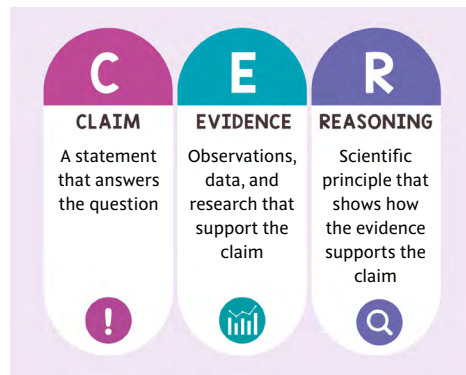 C
CLAIM
A statement
that answers
the question
!
E
EVIDENCE
Observations,
data, and
research that
support the
claim
R
REASONING
Scientific
principle that
shows how
the evidence
supports the
claim